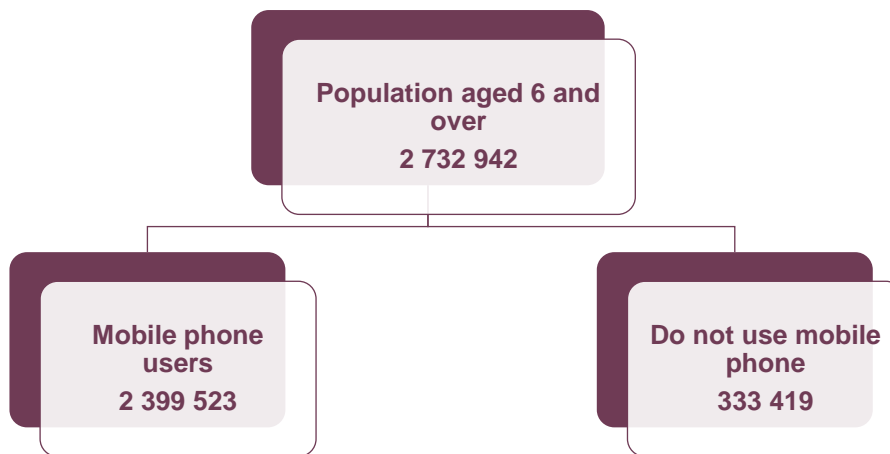 Population aged 6 and
over
2 732 942
Mobile phone
users
2 399 523
Do not use mobile
phone
333 419